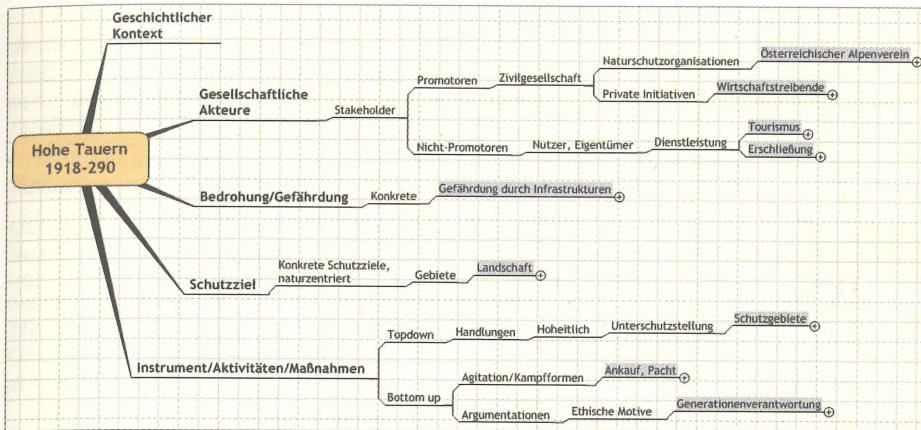 Geschichtlicher
Kontext
Gesellschaftliche
Akteure
Stakeholder
Promotoren
Zivilgesellschaft
Naturschutzorganisationen
Österreichischer Alpenverein
Private Initiativen
Wirtschaftstreibende
Nicht-Promotoren
Nutzer, Eigentümer
Dienstleistung
Tourismus
Erschließung
Hohe Tauern
1918-290
Bedrohung/Gefährdung
Konkrete
Gefährdung durch Infrastrukturen
Schutzziel
Konkrete Schutzziele,
naturzentriert
Gebiete
Landschaft
Instrument/Aktivitäten/Maßnahmen
Topdown
Handlungen
Hoheitlich
Unterschutzstellung
Schutzgebiete
Bottom up
Agitation/Kampfformen
Ankauf, Pacht
Argumentationen
Ethische Motive
Generationenverantwortung